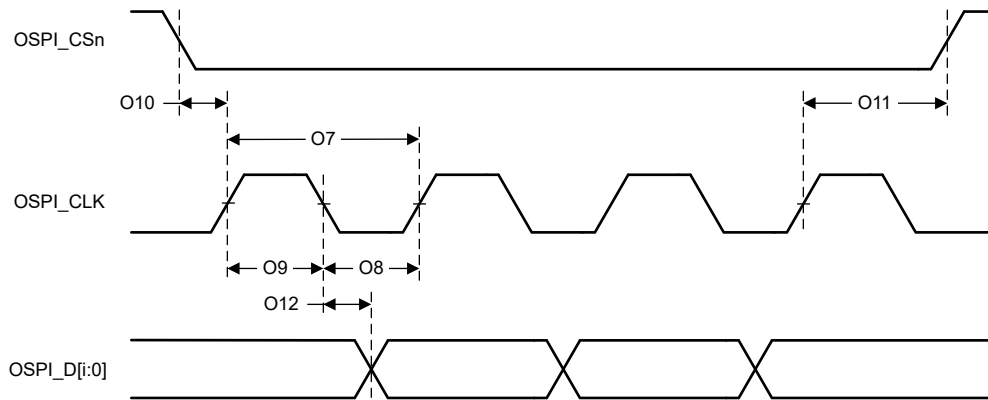 OSPI_CSn
O10
O11
O7
OSPI_CLK
O9
O8
O12
OSPI_D[i:0]